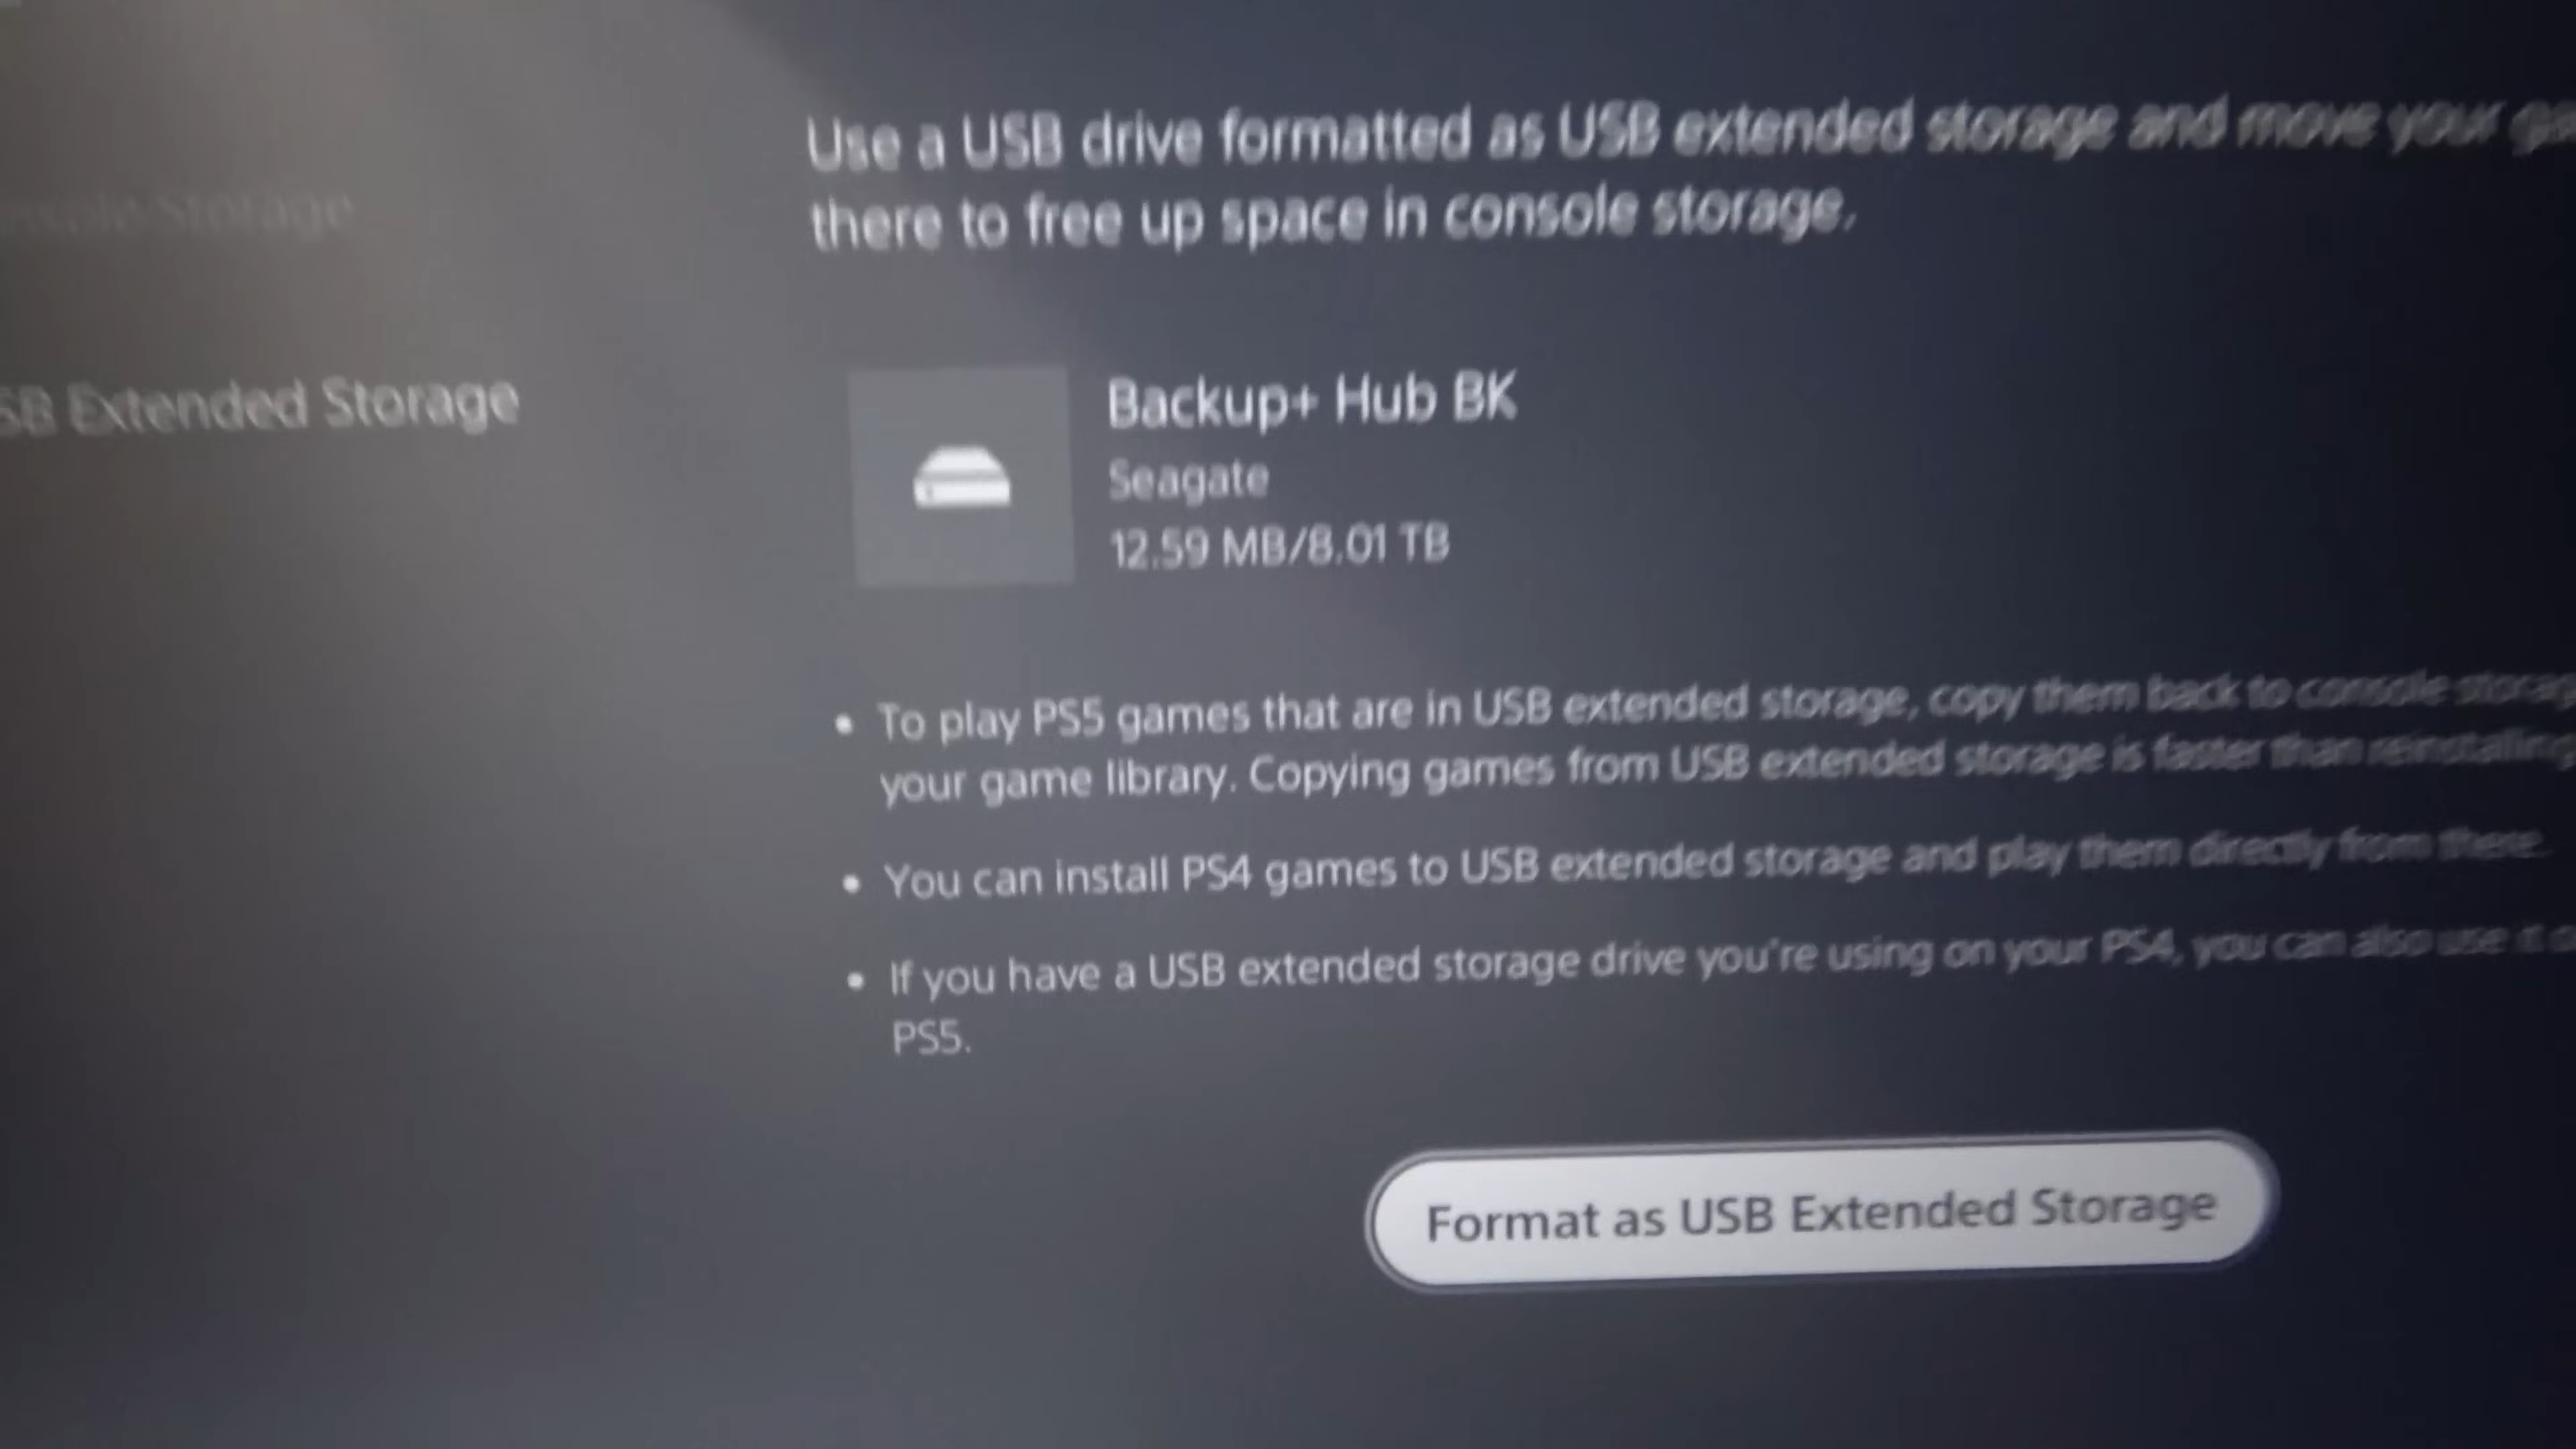 Use a USB drive formatted as USB extended storage and move your
there to free up space in console storage.
Storage
Extended Storage
Backup+ Hub BK
Seagate
12.59 MB/8.01 TB
• To play PS5 games that are in USB extended storage, copy them back to console
your game library. Copying games from USB extended storage is faster than reinstalling
• You can install PS4 games to USB extended storage and play them directly from there.
• If you have a USB extended storage drive you're using on your PS4, you can also use it
PS5.
Format as USB Extended Storage